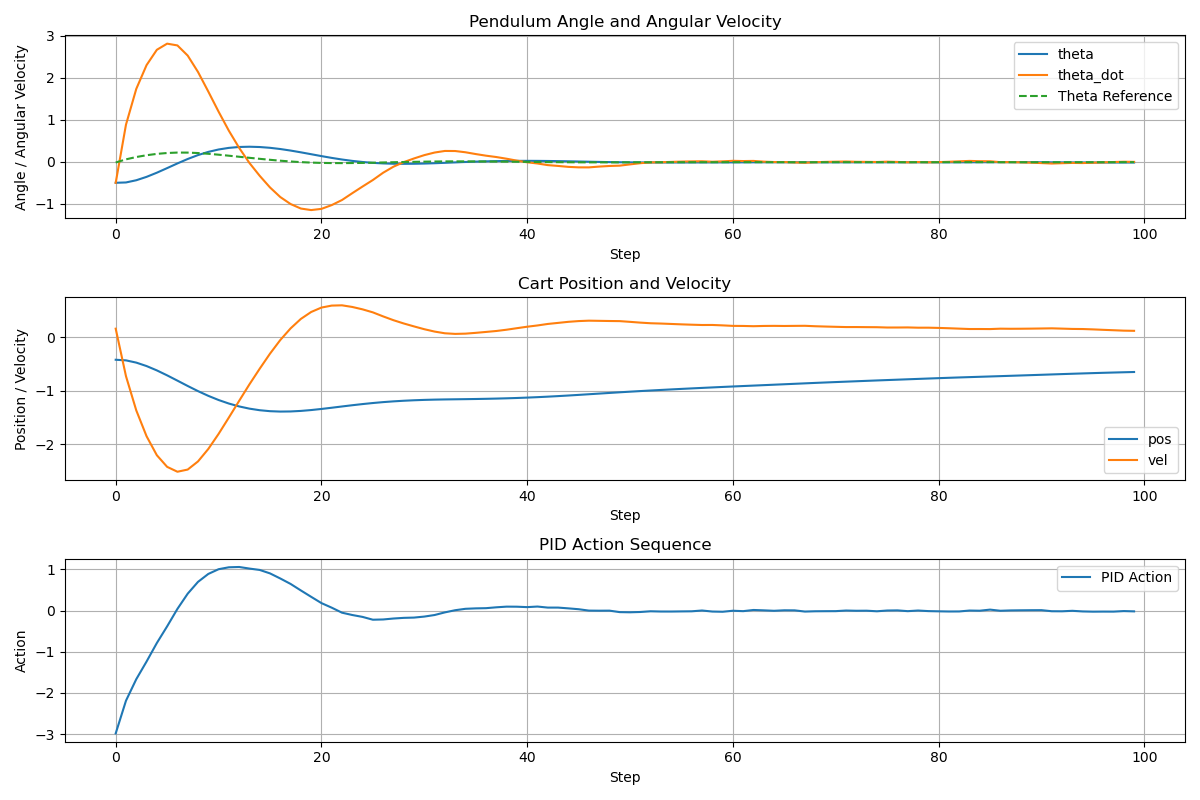 Pendulum Angle and Angular Velocity
Angle / Angular Velocity
3
2
1
0
−1
theta
theta_dot
Theta Reference
0 20 40 60 80 100
Step
Cart Position and Velocity
Position / Velocity
0
−1
−2
pos
vel
0 20 40 60 80 100
Step
PID Action Sequence
Action
1
0
−1
−2
−3
PID Action
0 20 40 60 80 100
Step